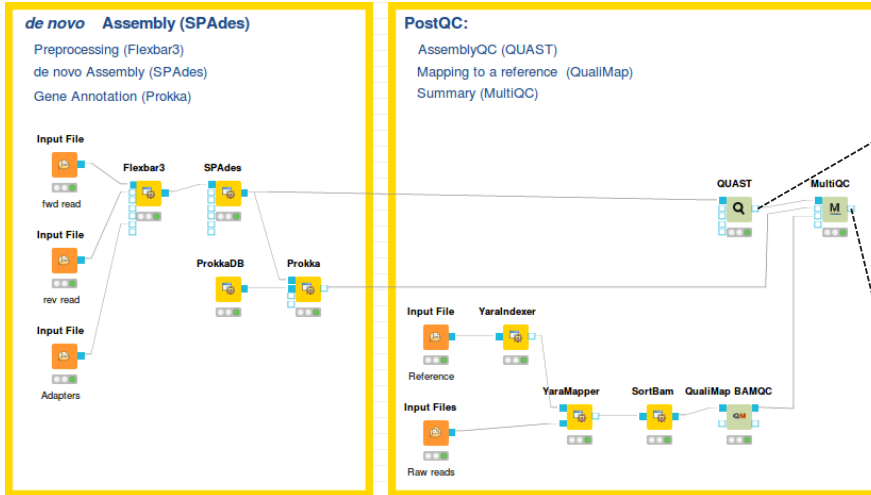 de novo Assembly (SPAdes)
Preprocessing (Flexbar3)
de novo Assembly (SPAdes)
Gene Annotation (Prokka)
Input File
fwd read
Flexbar3
SPAdes
Input File
rev read
ProkkaDB
Prokka
Input File
Adapters
PostQC:
AssemblyQC (QUAST)
Mapping to a reference (QualiMap)
Summary (MultiQC)
QUAST
MultiQC
M
Input File
Reference
YaraIndexer
Input Files
Raw reads
YaraMapper
SortBam
QualiMap BAMQC
QM